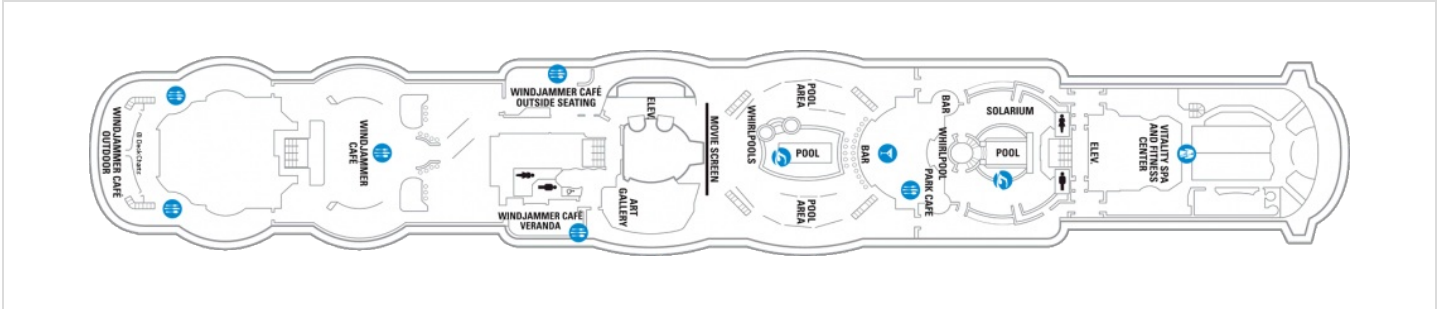 WINDJAMMER CAFÉ
OUTDOOR
WINDJAMMER
CAFÉ
WINDJAMMER CAFÉ
OUTSIDE SEATING
WINDJAMMER CAFÉ
VERANDA
ELEV.
ART
GALLERY
MOVIE SCREEN
WHIRLPOOLS
POOL
AREA
POOL
POOL
AREA
BAR
BAR
WHIRLPOOL
PARK CAFÉ
SOLARIUM
POOL
ELEV.
VITALITY SPA
AND FITNESS
CENTER